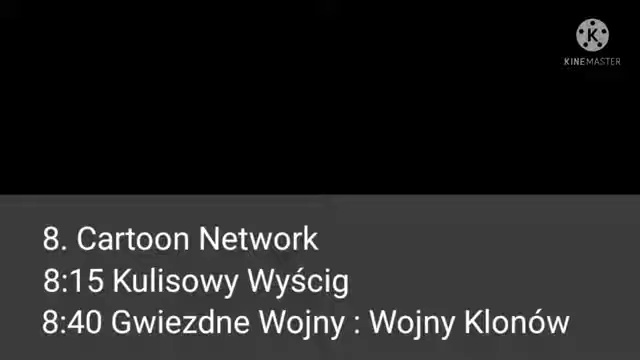 K
KINEMASTER
8. Cartoon Network
8:15 Kulisowy Wyścig
8:40 Gwiezdne Wojny : Wojny Klonów